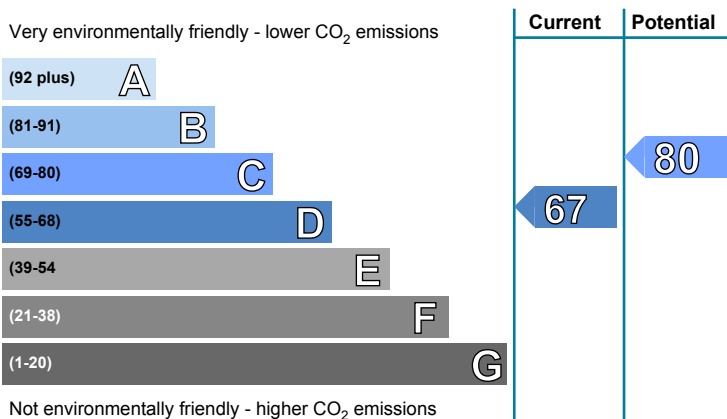 Very environmentally friendly - lower CO2 emissions
Current
Potential
(92 plus) A
(81-91) B
(69-80) C
(55-68) D
(39-54 E
(21-38) F
(1-20) G
67
80
Not environmentally friendly - higher CO2 emissions